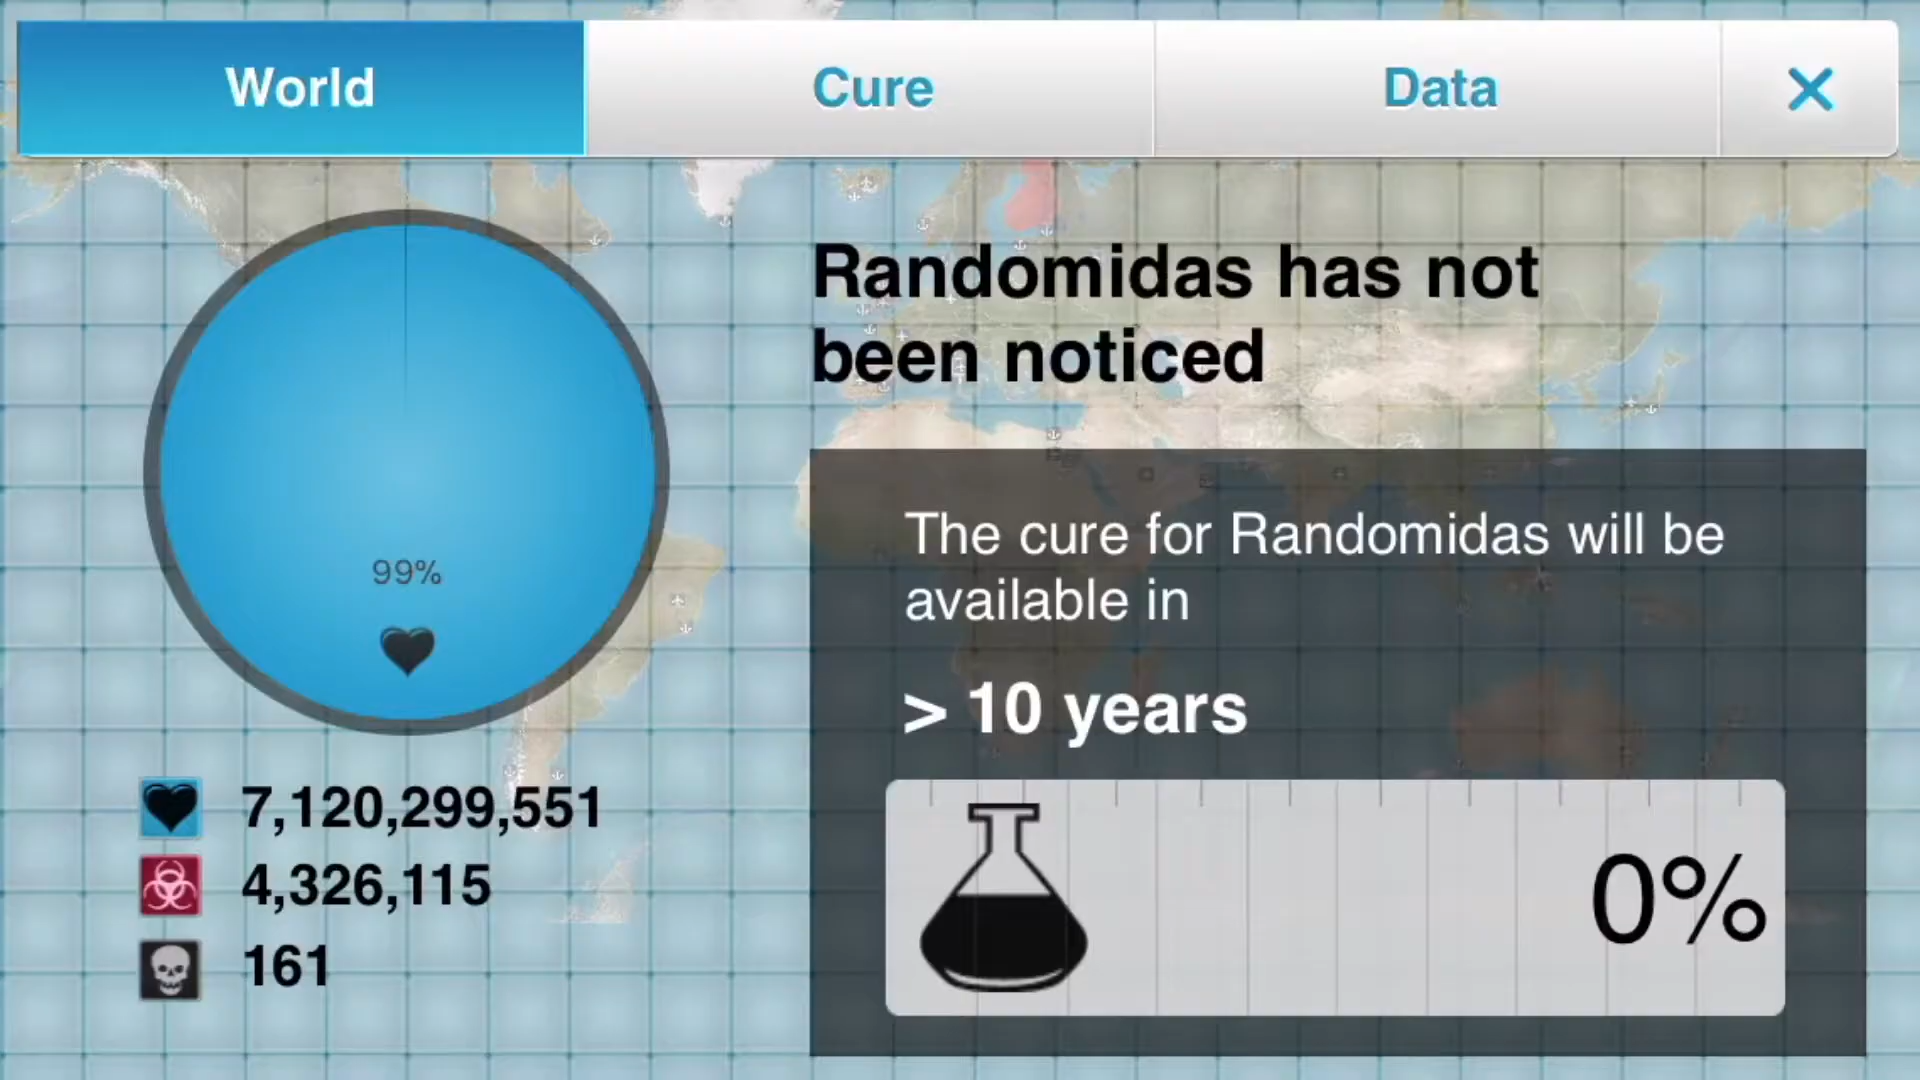 World
Cure
Data
Randomidas has not
been noticed
99%
The cure for Randomidas will be
available in
> 10 years
7,120,299,551
4,326,115
161
0%